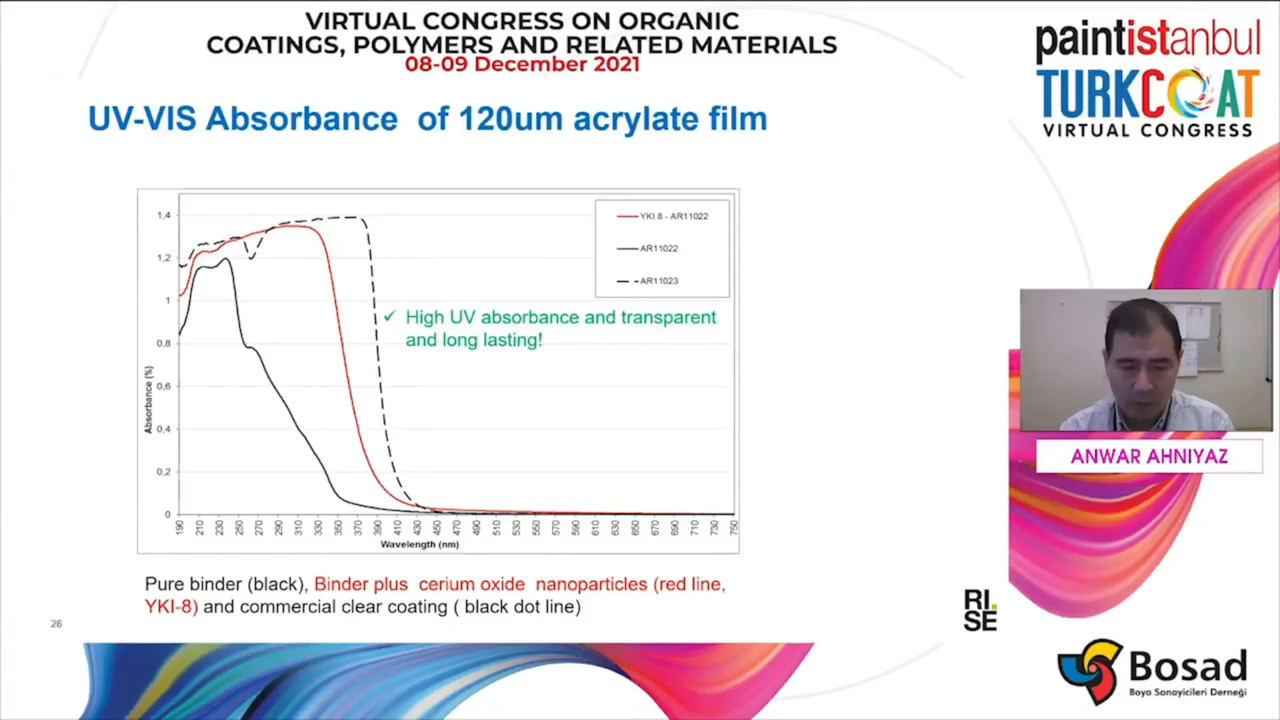 VIRTUAL CONGRESS ON ORGANIC
COATINGS, POLYMERS AND RELATED MATERIALS
08-09 December 2021
paintistanbul
TURKCOAT
VIRTUAL CONGRESS
UV-VIS Absorbance of 120um acrylate film
1,4
1,2
1
0,8
0,6
0,4
0,2
0
Absorbance (%)
YKI 8 - AR11022
AR11022
AR11023
✓ High UV absorbance and transparent
and long lasting!
190 210 230 250 270 290 310 330 350 370 390 410 430 450 470 490 510 530 550 570 590 610 630 650 670 690 710 730 750
Wavelength (nm)
Pure binder (black), Binder plus cerium oxide nanoparticles (red line,
YKI-8) and commercial clear coating ( black dot line)
26
RI.
SE
ANWAR AHNIYAZ
Bosad
Boya Sanayicileri Derneği